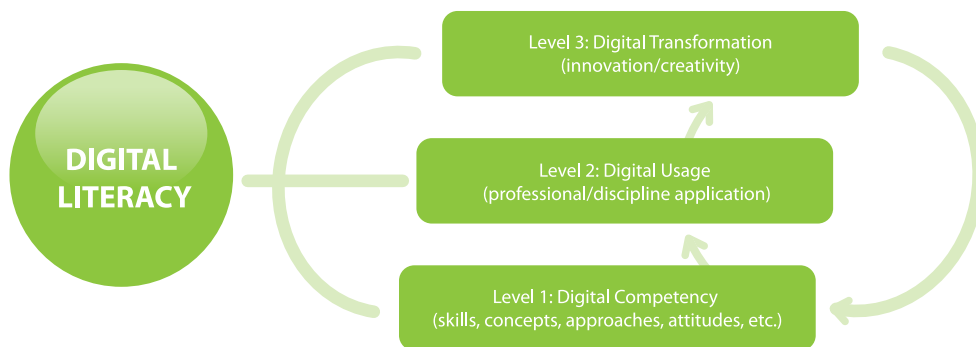 DIGITAL
LITERACY
Level 3: Digital Transformation
(innovation/creativity)
Level 2: Digital Usage
(professional/discipline application)
Level 1: Digital Competency
(skills, concepts, approaches, attitudes, etc.)